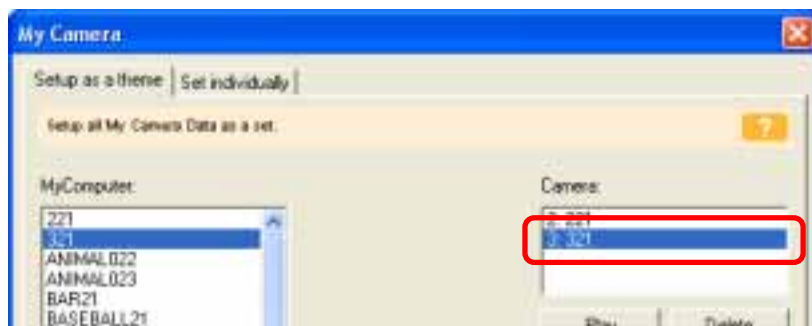 My Camera
Setup as a theme
Set individually
Setup all My Camera Data as a set.
?
MyComputer:
221
321
ANIMAL022
ANIMAL023
BAR21
BASEBALL21
Camera:
2: 221
3: 321
Play
Delete